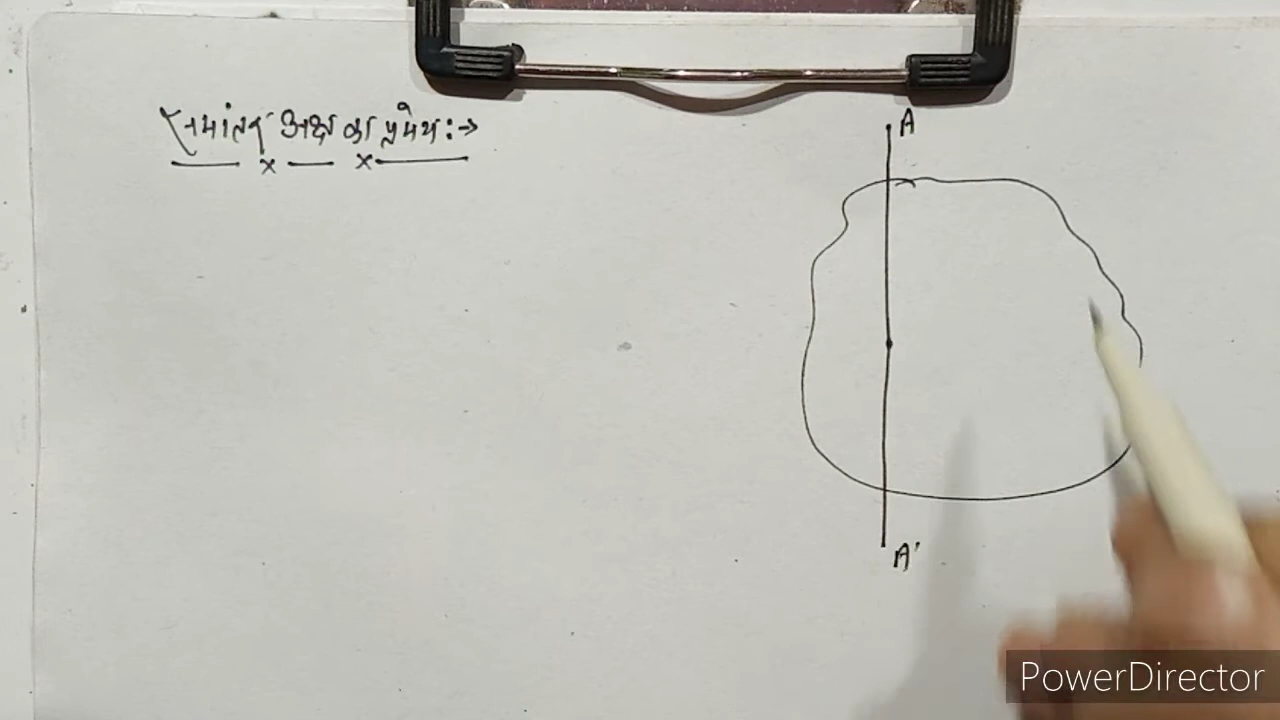 समांतर अक्ष का प्रमेय :→
A
A'
PowerDirector